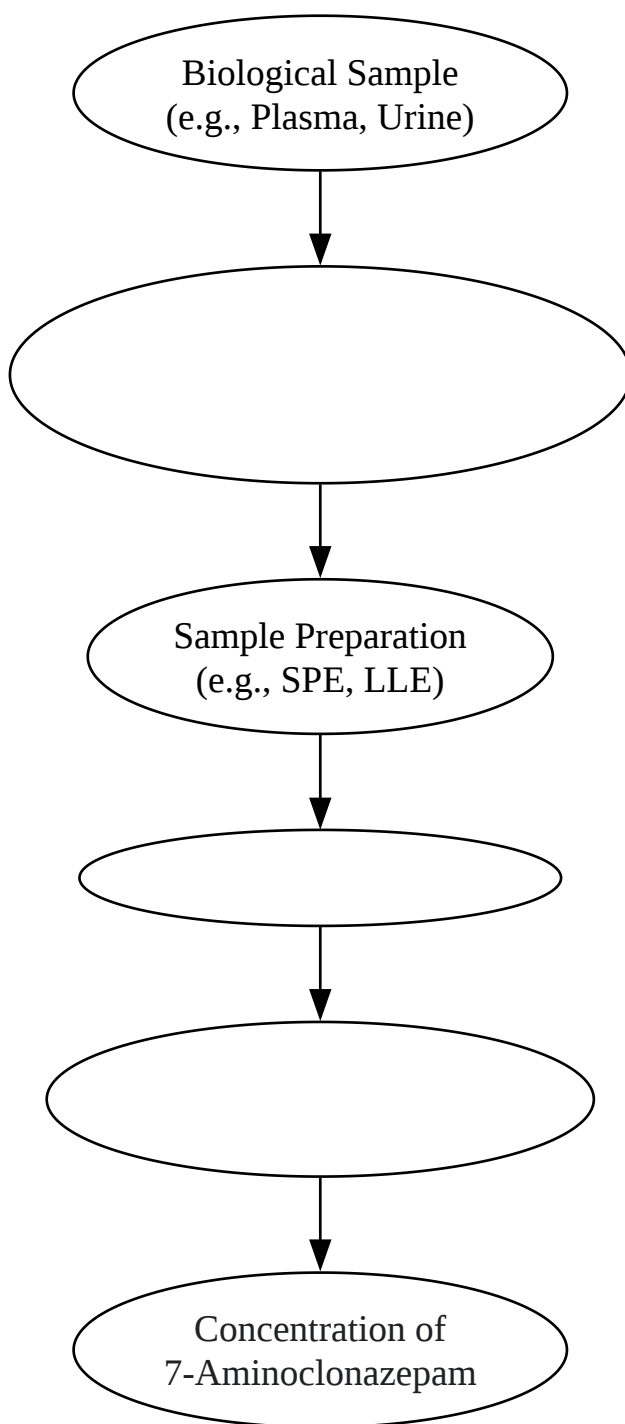 Biological Sample
(e.g., Plasma, Urine)
Sample Preparation
(e.g., SPE, LLE)
Concentration of
7-Aminoclonazepam